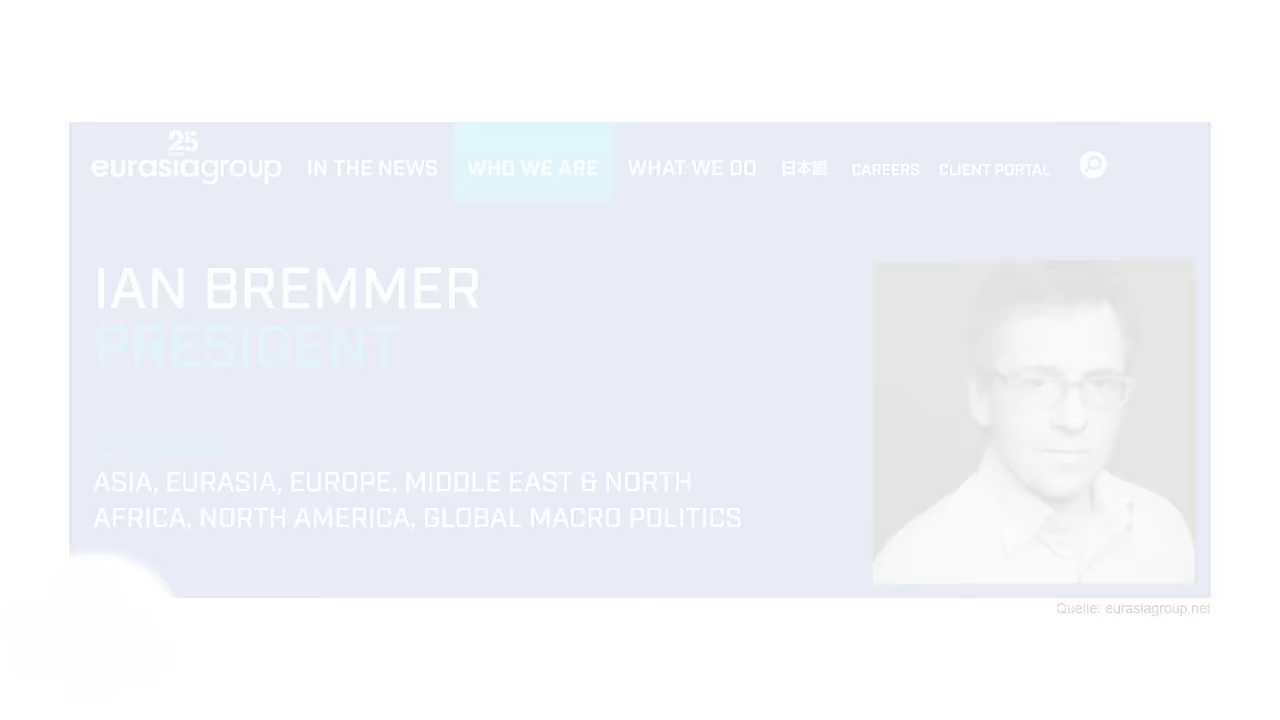 25
eurasiagroup IN THE NEWS WHO WE ARE WHAT WE DO 日本語 CAREERS CLIENT PORTAL
IAN BREMMER
PRESIDENT
ASIA, EURASIA, EUROPE, MIDDLE EAST & NORTH
AFRICA, NORTH AMERICA, GLOBAL MACRO POLITICS
Quelle: eurasiagroup.net